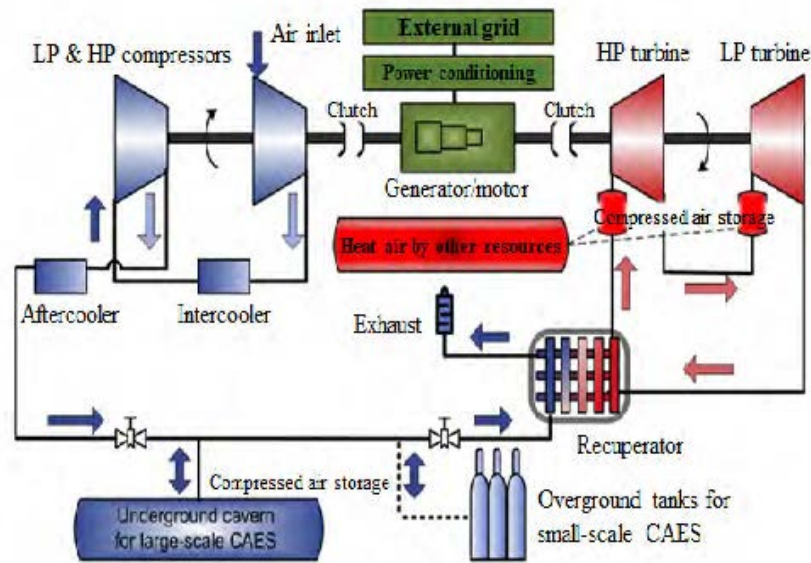 Air inlet
External grid
LP & HP compressors
HP turbine
LP turbine
Power conditioning
Clutch
Clutch
Generator/motor
Compressed air storage
Heat air by other resources
Aftercooler
Intercooler
Exhaust
Recuperator
Compressed air storage
Underground cavern
for large-scale CAES
Overground tanks for
small-scale CAES